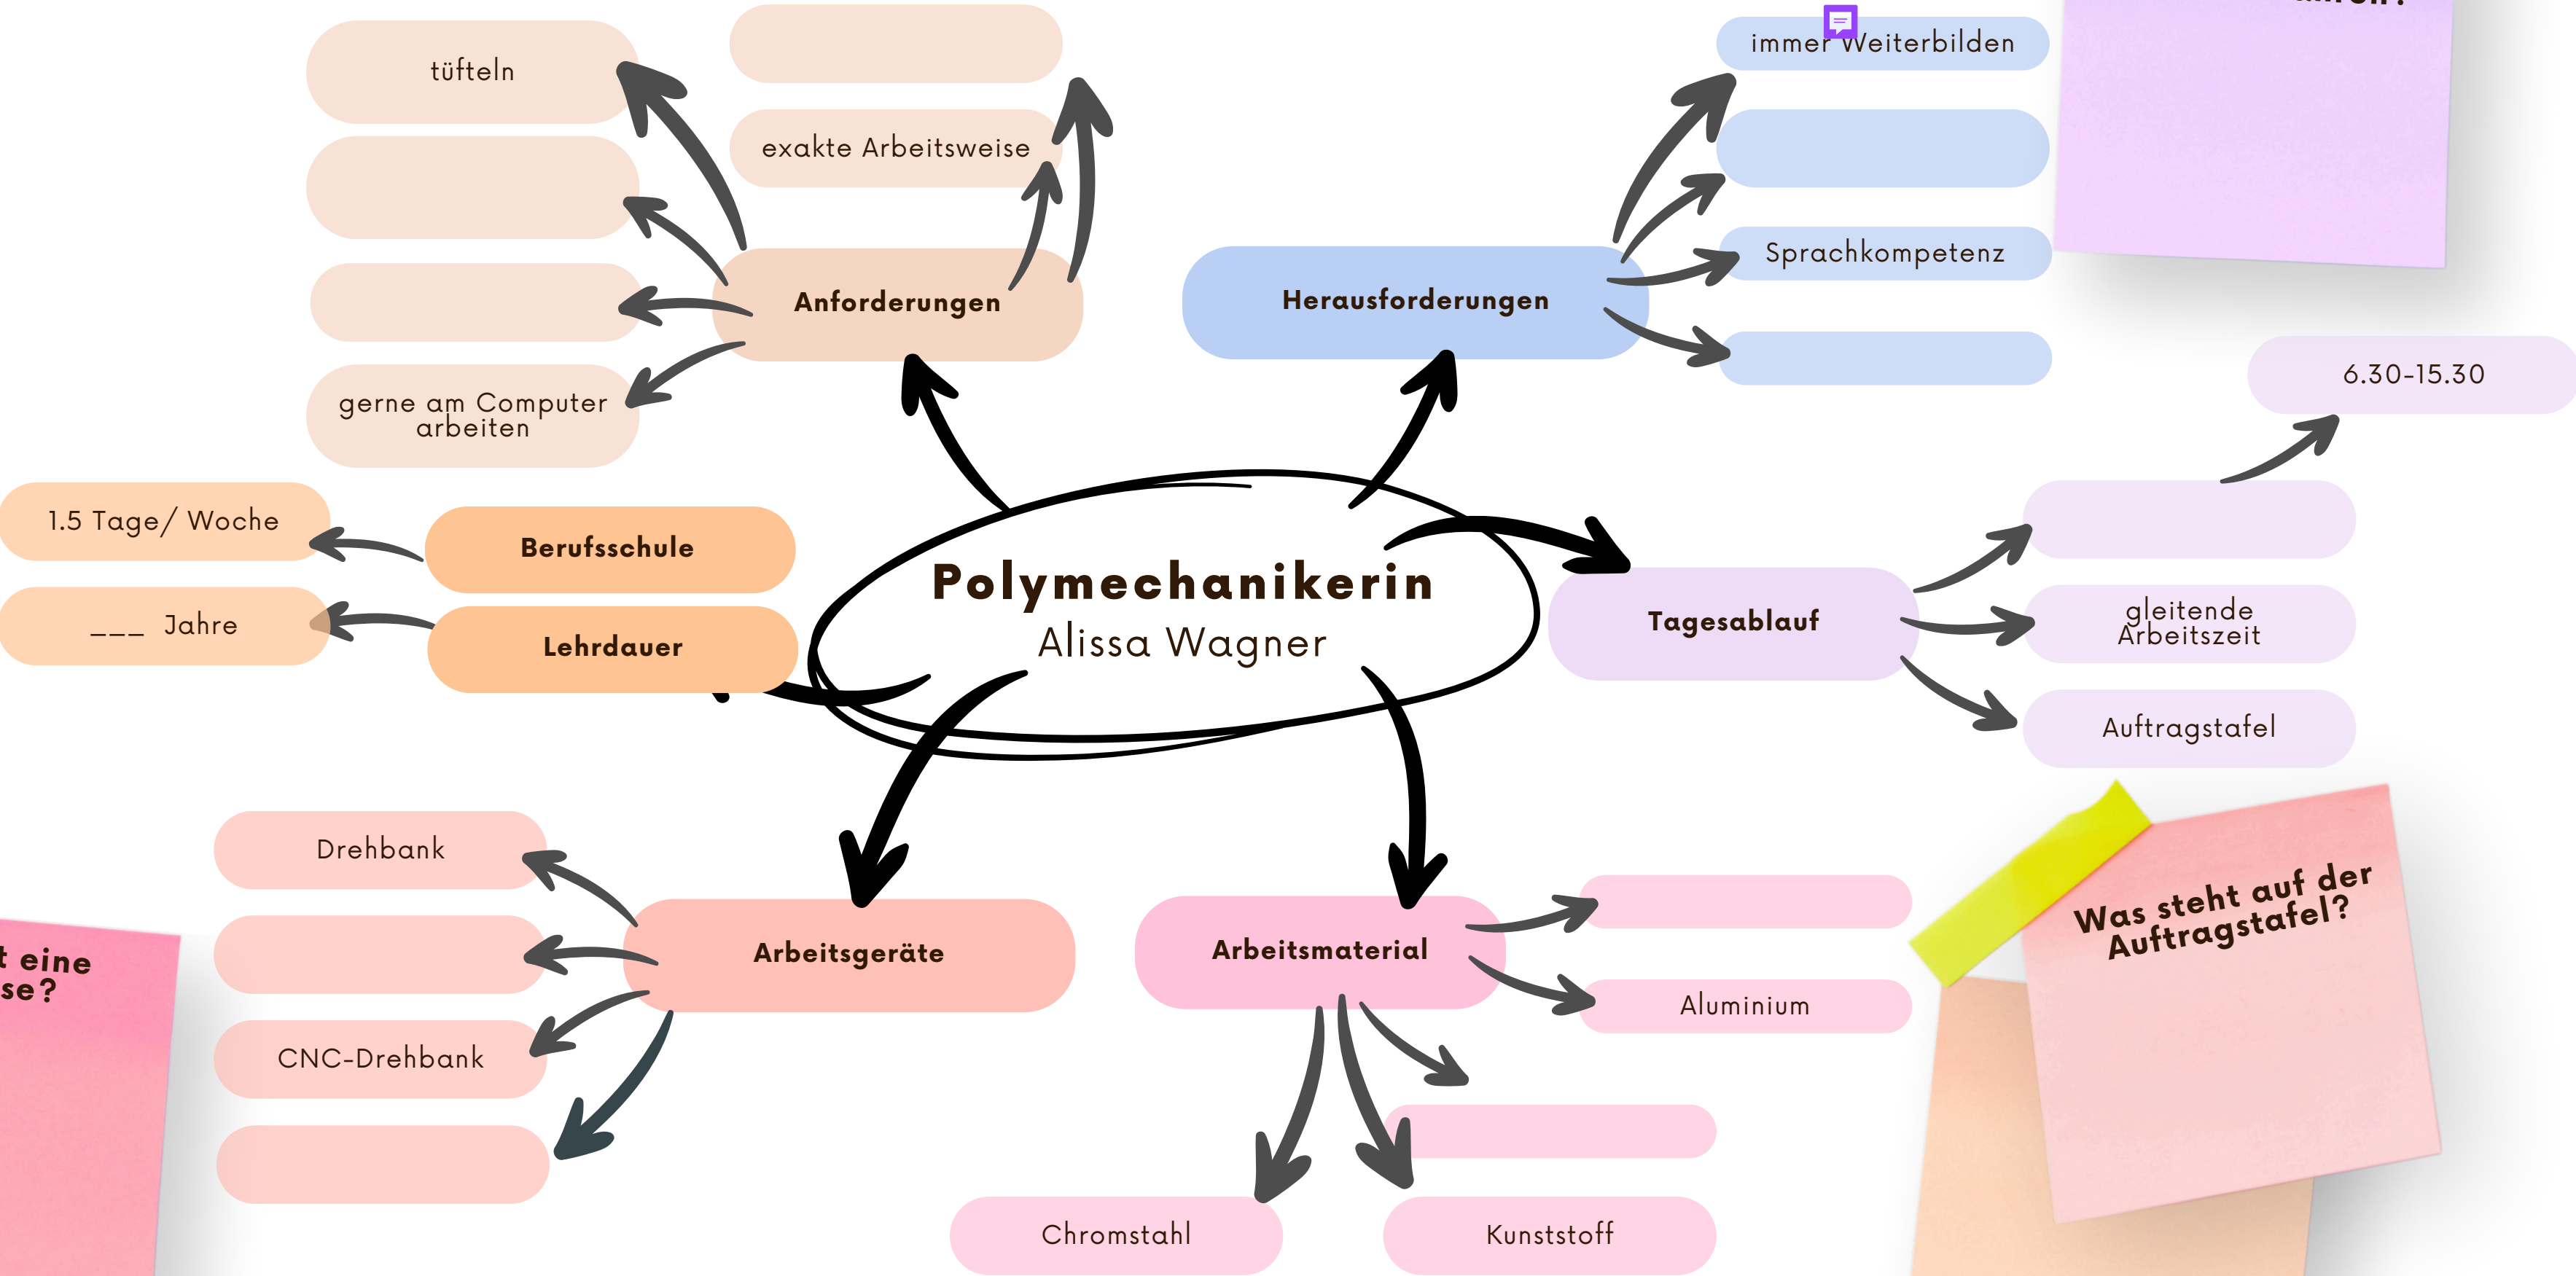 immer Weiterbilden
tüfteln
exakte Arbeitsweise
Sprachkompetenz
Anforderungen
Herausforderungen
6.30-15.30
gerne am Computer
arbeiten
1.5 Tage/ Woche
Berufsschule
___ Jahre
Lehrdauer
Polymechanikerin
Alissa Wagner
Tagesablauf
gleitende
Arbeitszeit
Auftragstafel
Drehbank
Arbeitsgeräte
CNC-Drehbank
Arbeitsmaterial
Aluminium
Chromstahl
Kunststoff
Was steht auf der
Auftragstafel?
t eine
se?